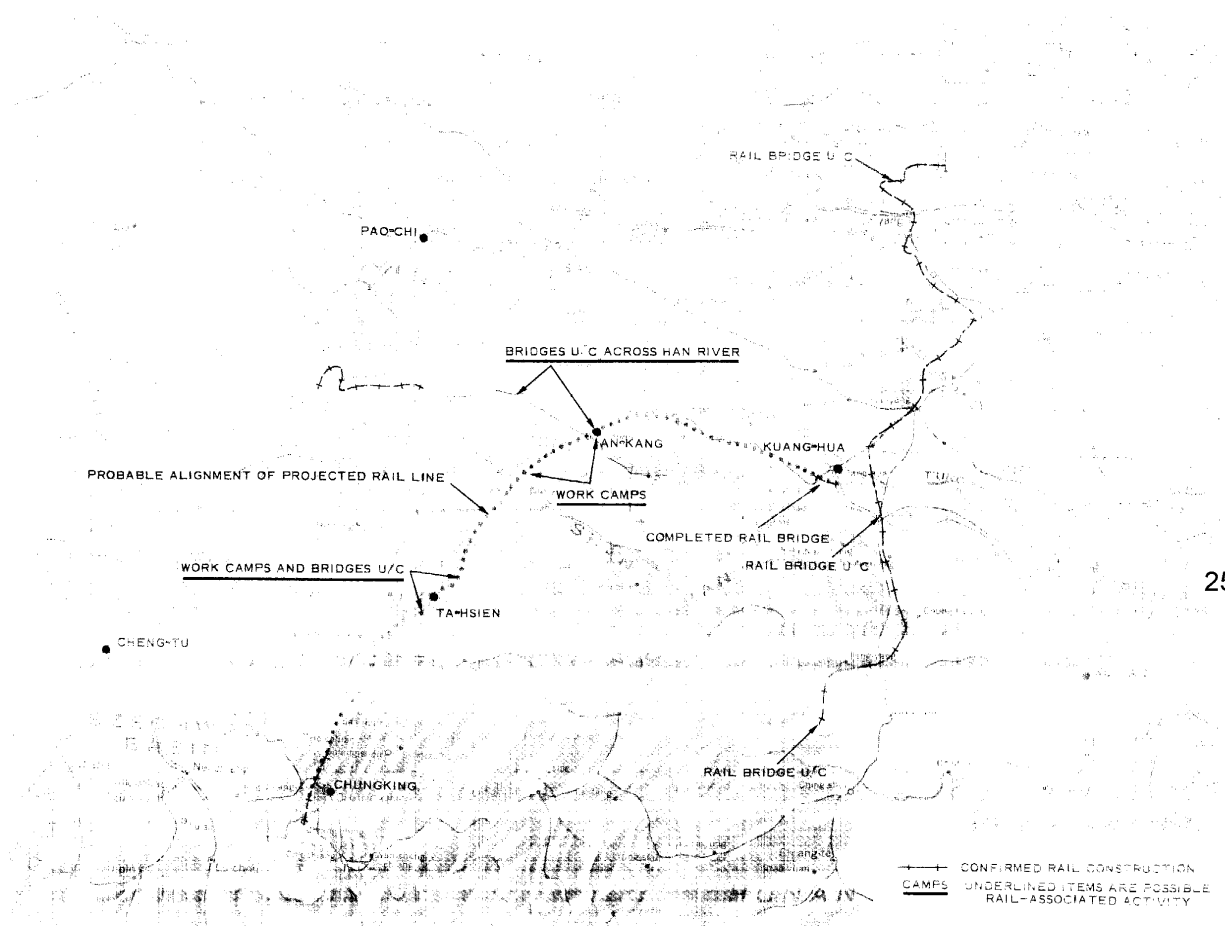 RAIL BRIDGE U/C
PAO-CHI
BRIDGES U/C ACROSS HAN RIVER
AN-KANG
KUANG-HUA
PROBABLE ALIGNMENT OF PROJECTED RAIL LINE
WORK CAMPS
COMPLETED RAIL BRIDGE
RAIL BRIDGE U/C
WORK CAMPS AND BRIDGES U/C
25
TA-HSIEN
CHENG-TU
RAIL BRIDGE U/C
CHUNGKING
CONFIRMED RAIL CONSTRUCTION
CAMPS UNDERLINED ITEMS ARE POSSIBLE
RAIL-ASSOCIATED ACTIVITY